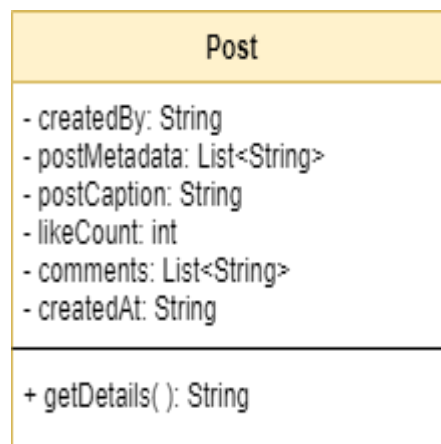 Post
- createdBy: String
- postMetadata: List<String>
- postCaption: String
- likeCount: int
- comments: List<String>
- createdAt: String
+ getDetails( ): String